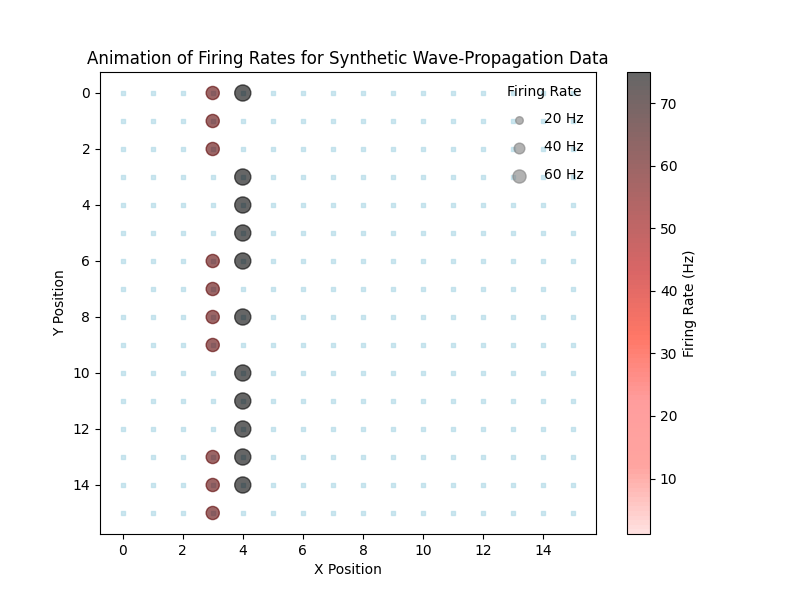 Animation of Firing Rates for Synthetic Wave-Propagation Data
Firing Rate
20 Hz
40 Hz
60 Hz
0
2
4
6
8
10
12
14
Y Position
0 2 4 6 8 10 12 14
X Position
70
60
50
40
30
20
10
Firing Rate (Hz)